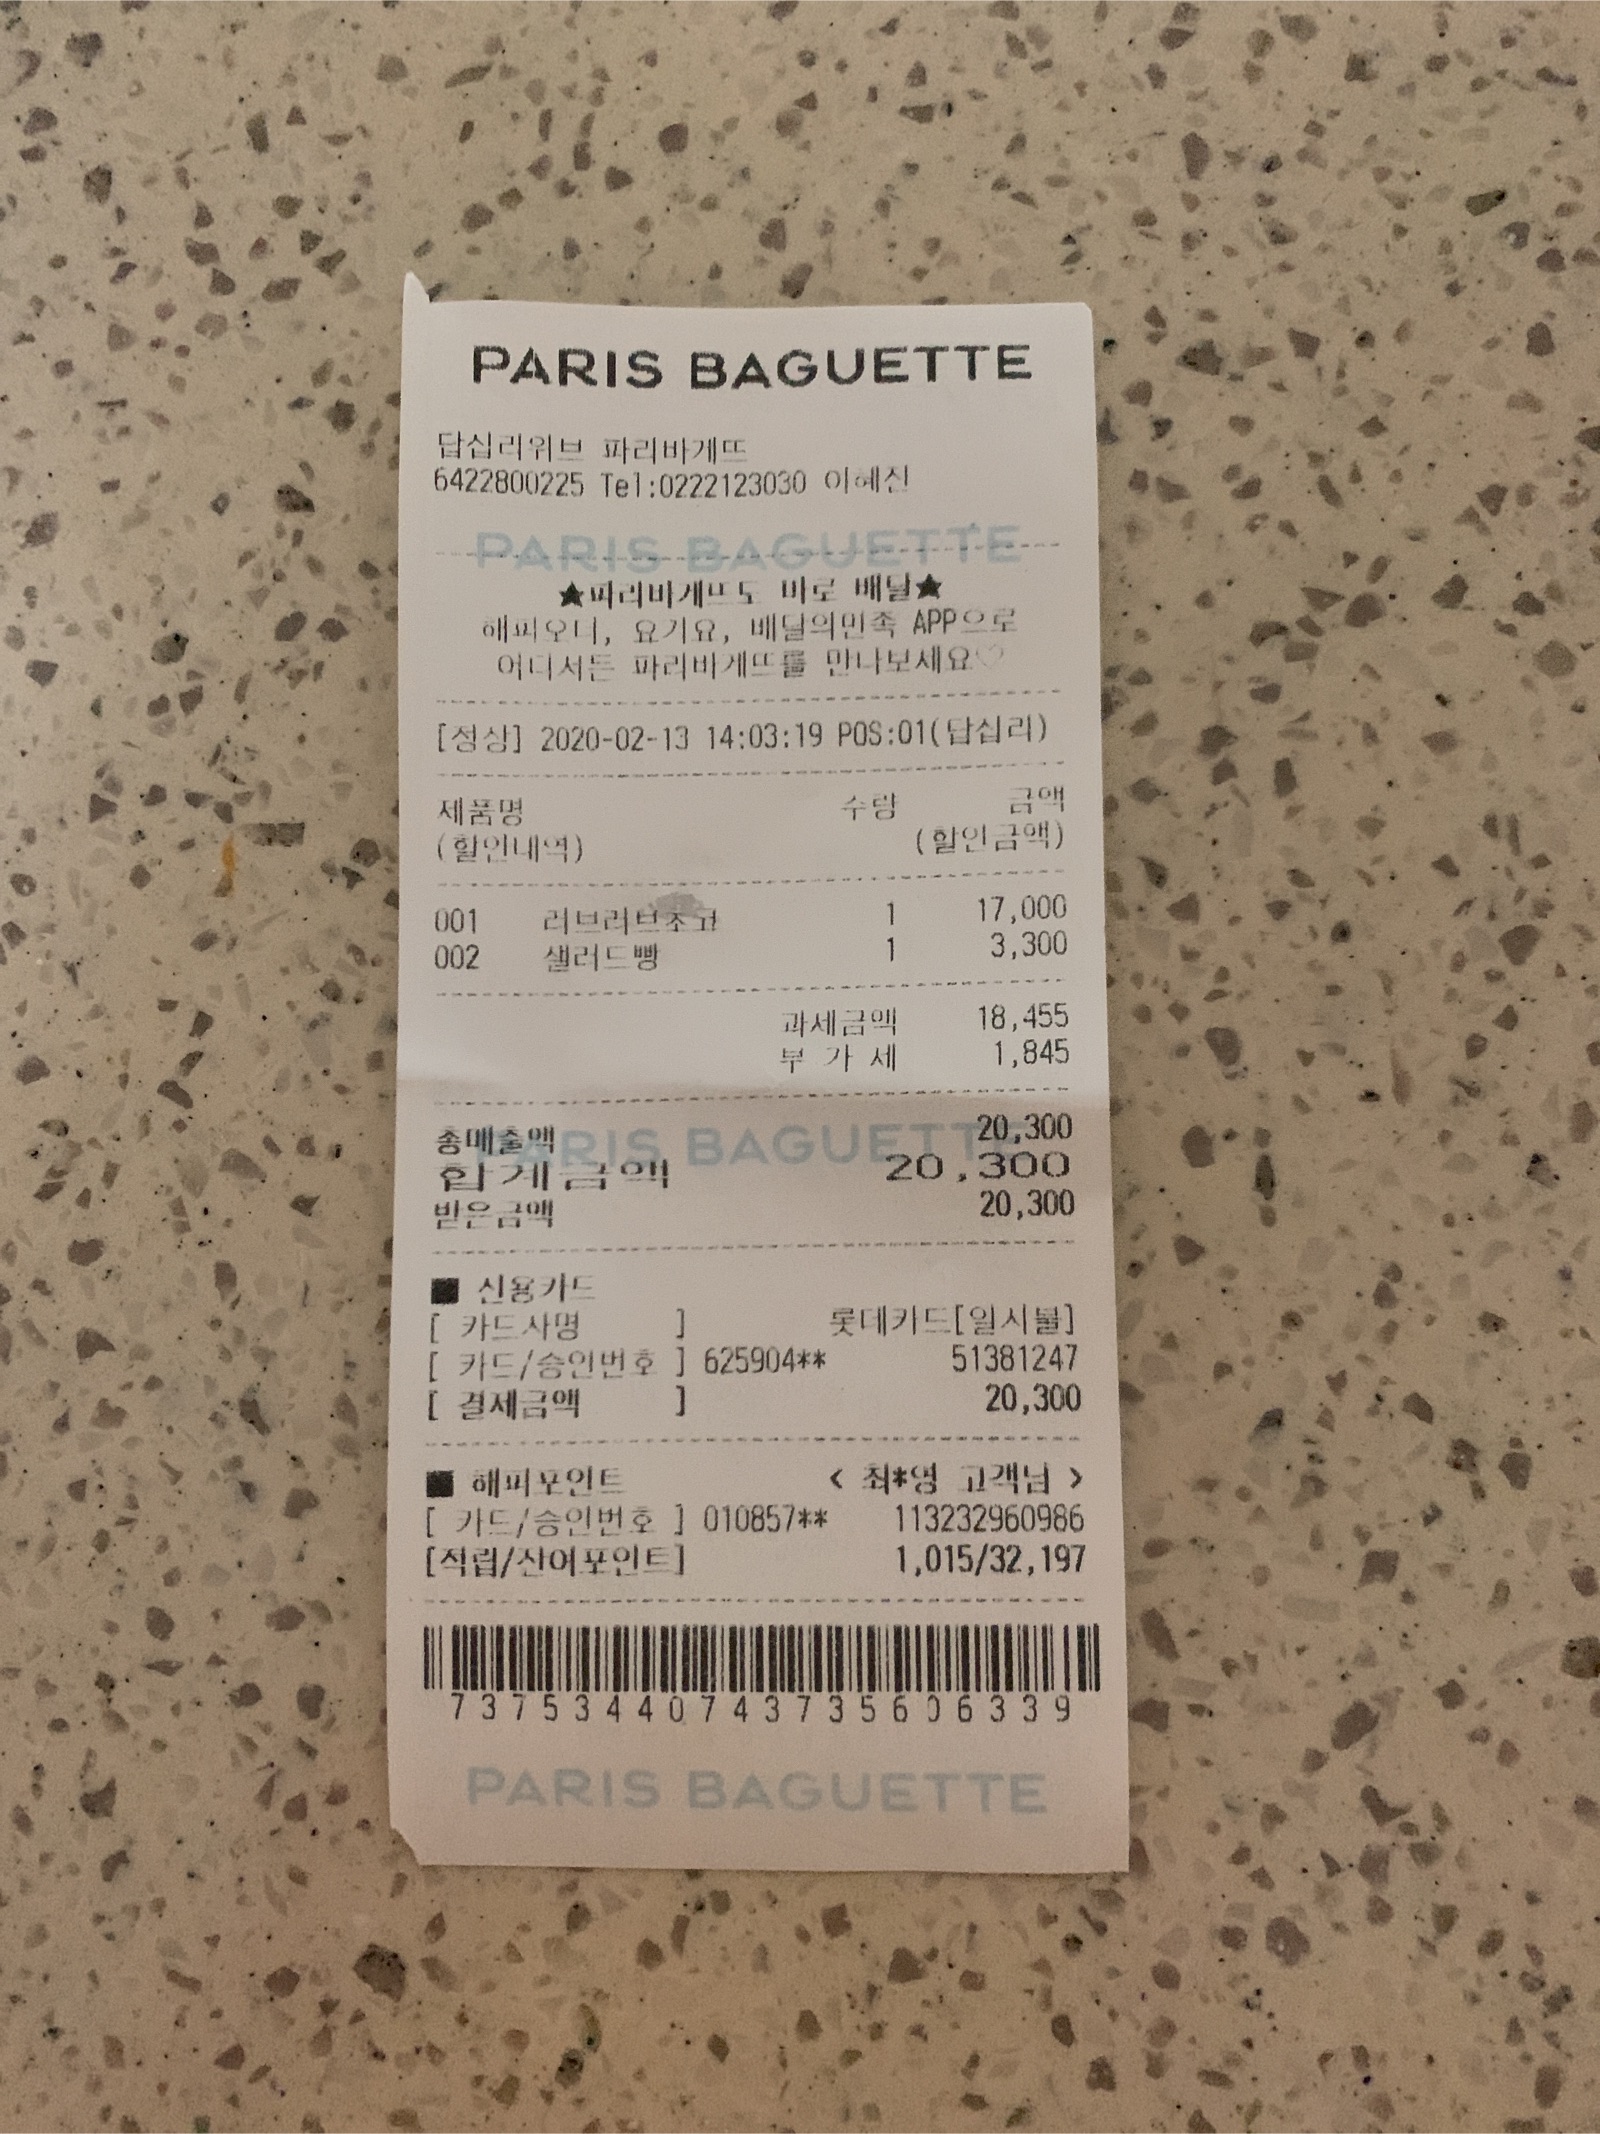 PARIS BAGUETTE
답십리위브 파리바게뜨
6422800225 Tel:0222123030 이혜진
PARIS BAGUETTE
★파리바게뜨도 바로 배달★
해피오더, 요기요, 배달의민족 APP으로
어디서든 파리바게뜨를 만나보세요♡
[정상] 2020-02-13 14:03:19 POS:01(답십리)
제품명 수량 금액
(할인내역) (할인금액)
001 러브러브초코 1 17,000
002 샐러드빵 1 3,300
과세금액 18,455
부 가 세 1,845
총매출액 20,300
PARIS BAGUETTE
합계금액 20,300
받은금액 20,300
■ 신용카드
[ 카드사명 ] 롯데카드[일시불]
[ 카드/승인번호 ] 625904** 51381247
[ 결제금액 ] 20,300
■ 해피포인트 < 최*영 고객님 >
[ 카드/승인번호 ] 010857** 113232960986
[적립/잔여포인트] 1,015/32,197
73753440743735606339
PARIS BAGUETTE